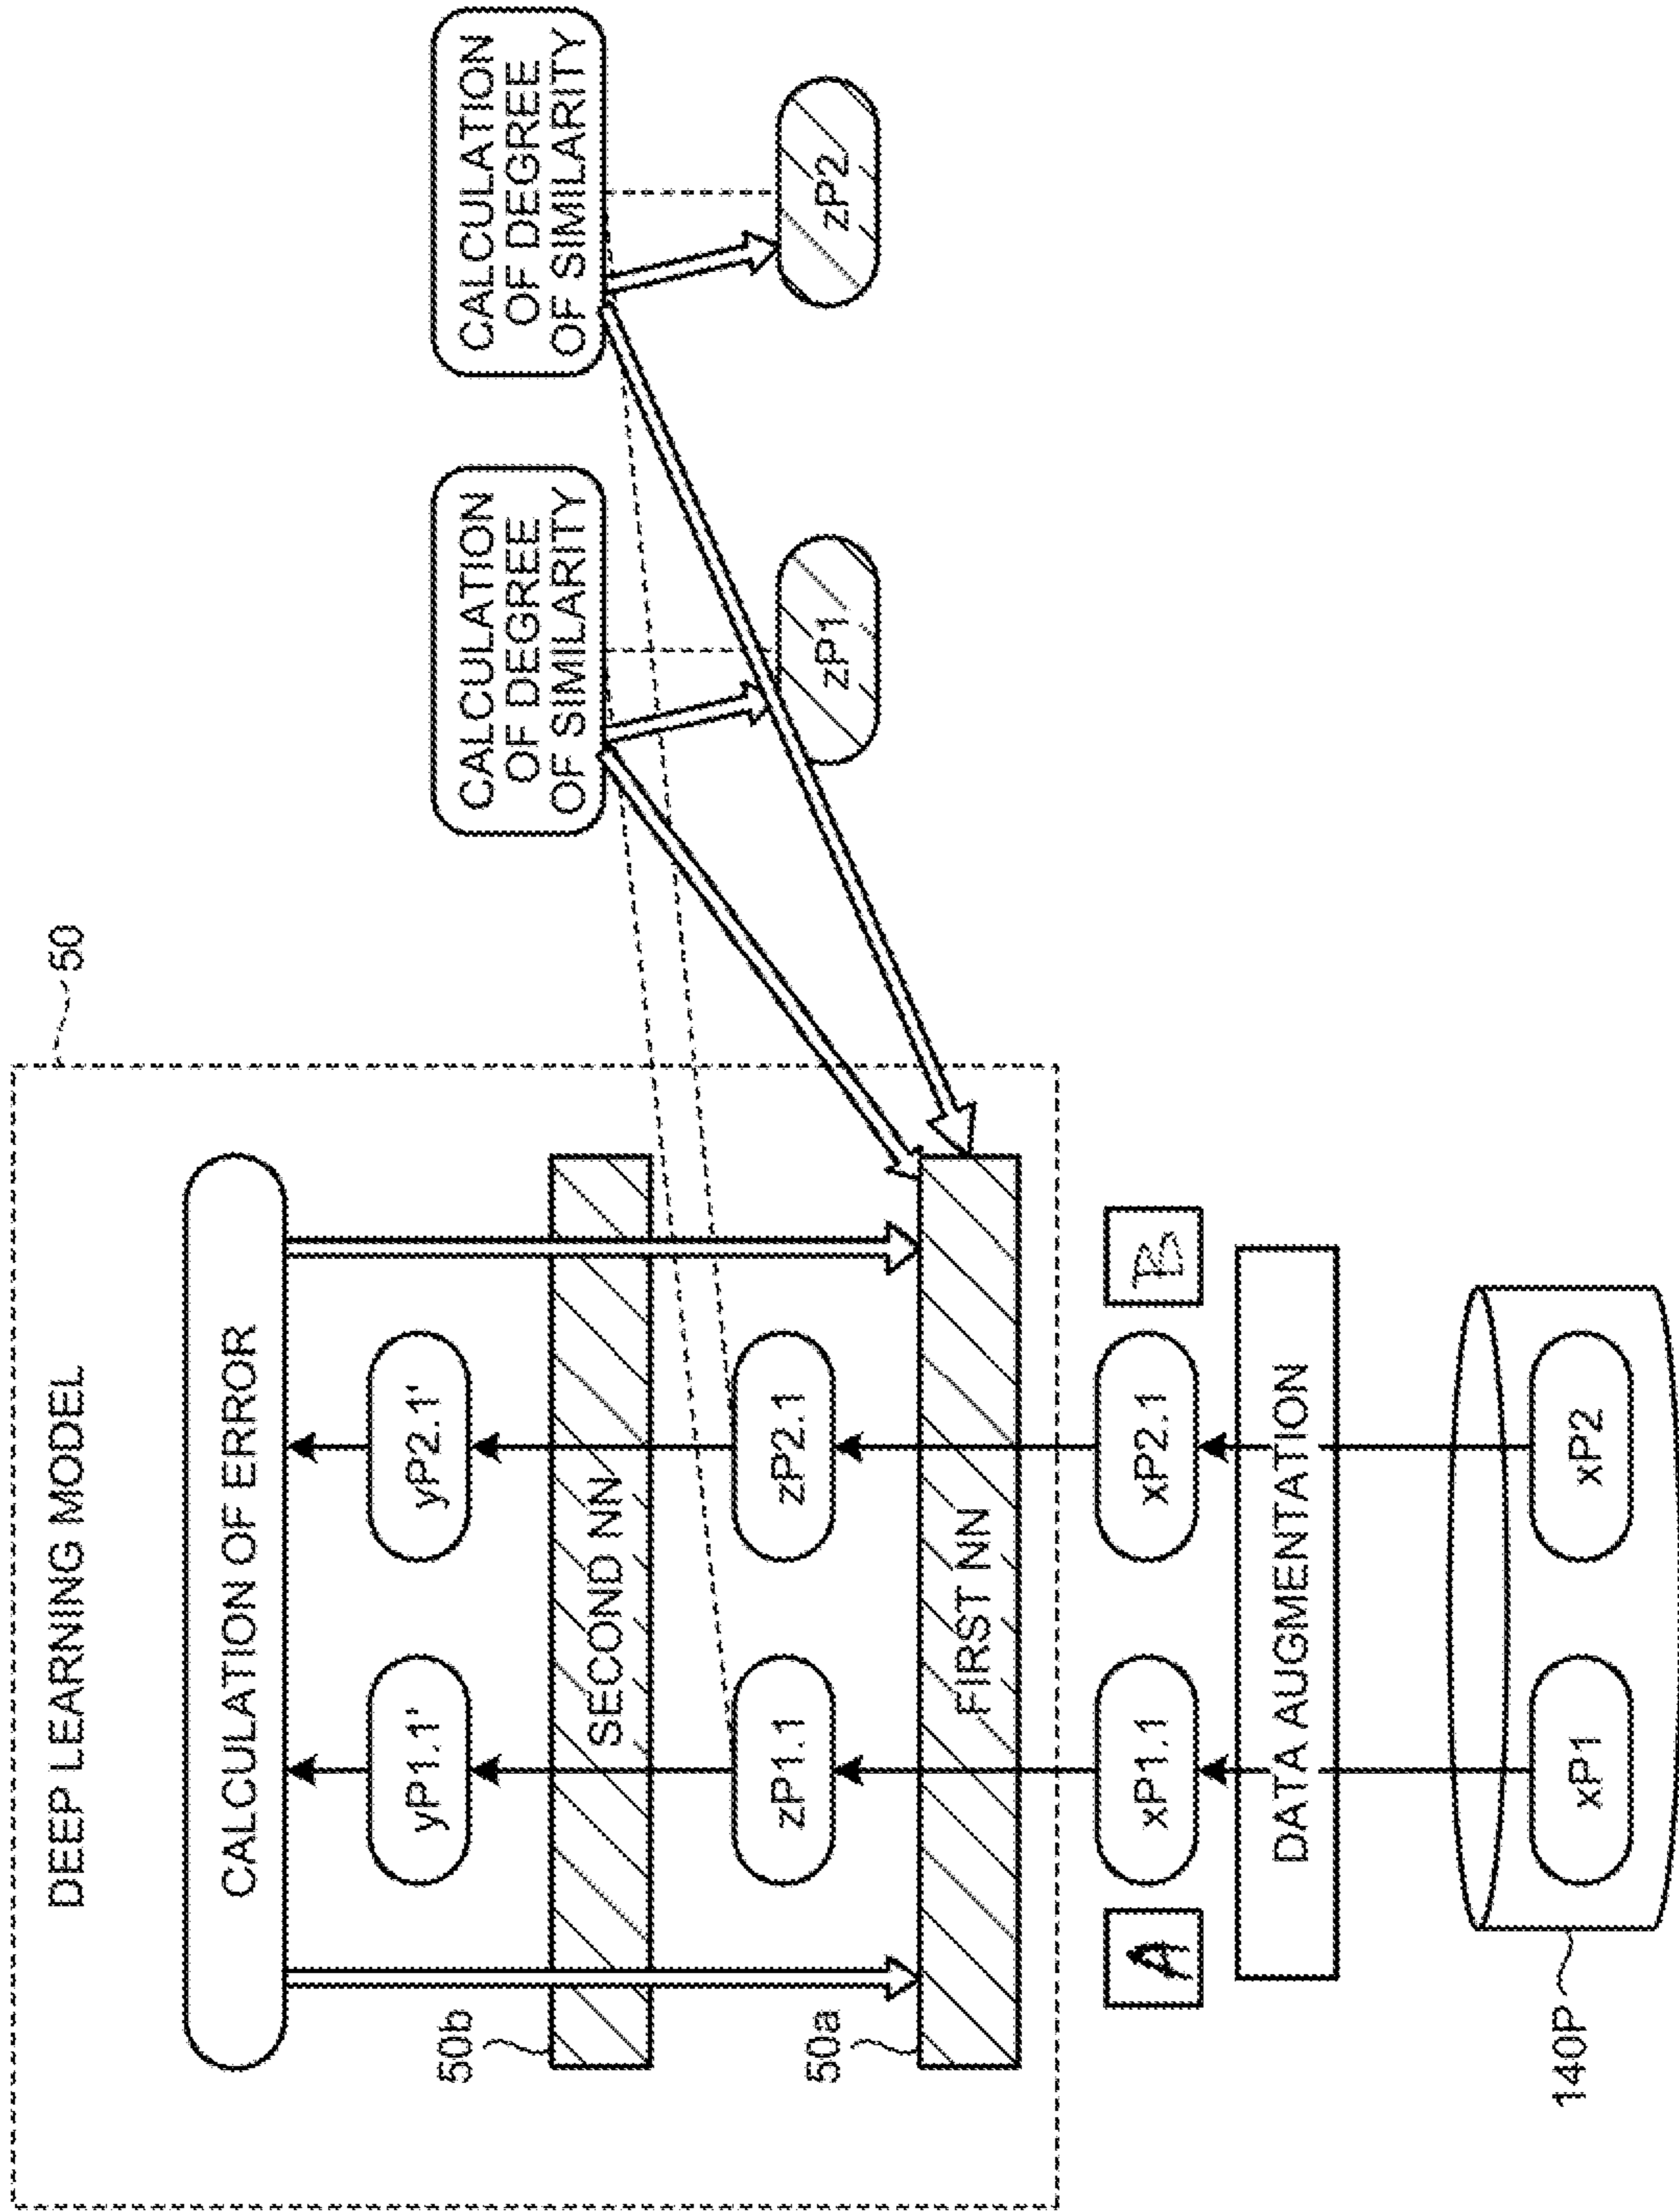 50
DEEP LEARNING MODEL
CALCULATION OF ERROR
yP1.1'
yP2.1'
50b
SECOND NN
zP1.1
zP2.1
50a
FIRST NN
A
xP1.1
xP2.1
B
DATA AUGMENTATION
140P
xP1
xP2
CALCULATION
OF DEGREE
OF SIMILARITY
zP1
CALCULATION
OF DEGREE
OF SIMILARITY
zP2